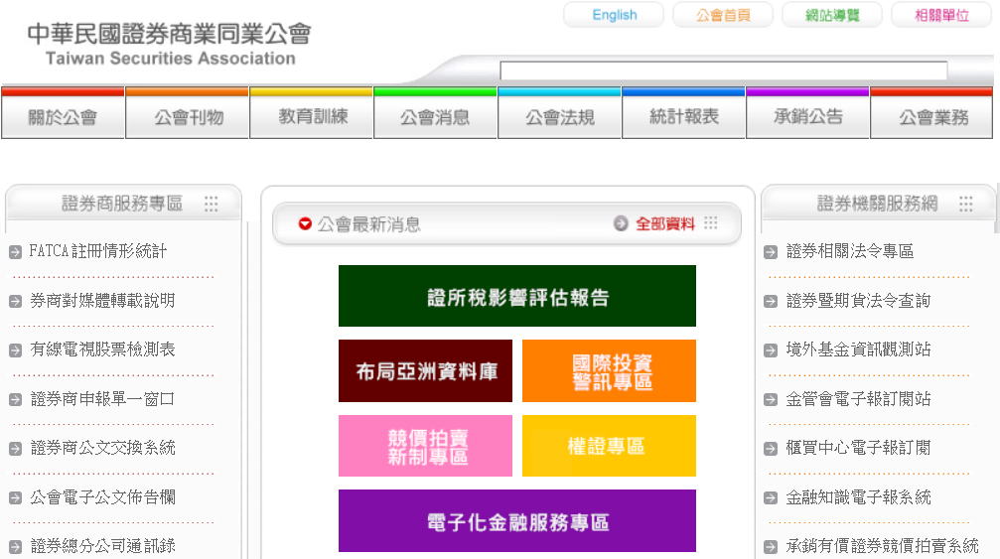 English
公會首頁
網站導覽
相關單位
中華民國證券商業同業公會
Taiwan Securities Association
關於公會
公會刊物
教育訓練
公會消息
公會法規
統計報表
承銷公告
公會業務
證券商服務專區
FATCA註冊情形統計
券商對媒體轉載說明
有線電視股票檢測表
證券商申報單一窗口
證券商公文交換系統
公會電子公文佈告欄
證券總分公司通訊錄
公會最新消息
全部資料
證所稅影響評估報告
布局亞洲資料庫
國際投資
警訊專區
競價拍賣
新制專區
權證專區
電子化金融服務專區
證券機關服務網
證券相關法令專區
證券暨期貨法令查詢
境外基金資訊觀測站
金管會電子報訂閱站
櫃買中心電子報訂閱
金融知識電子報系統
承銷有價證券競價拍賣系統